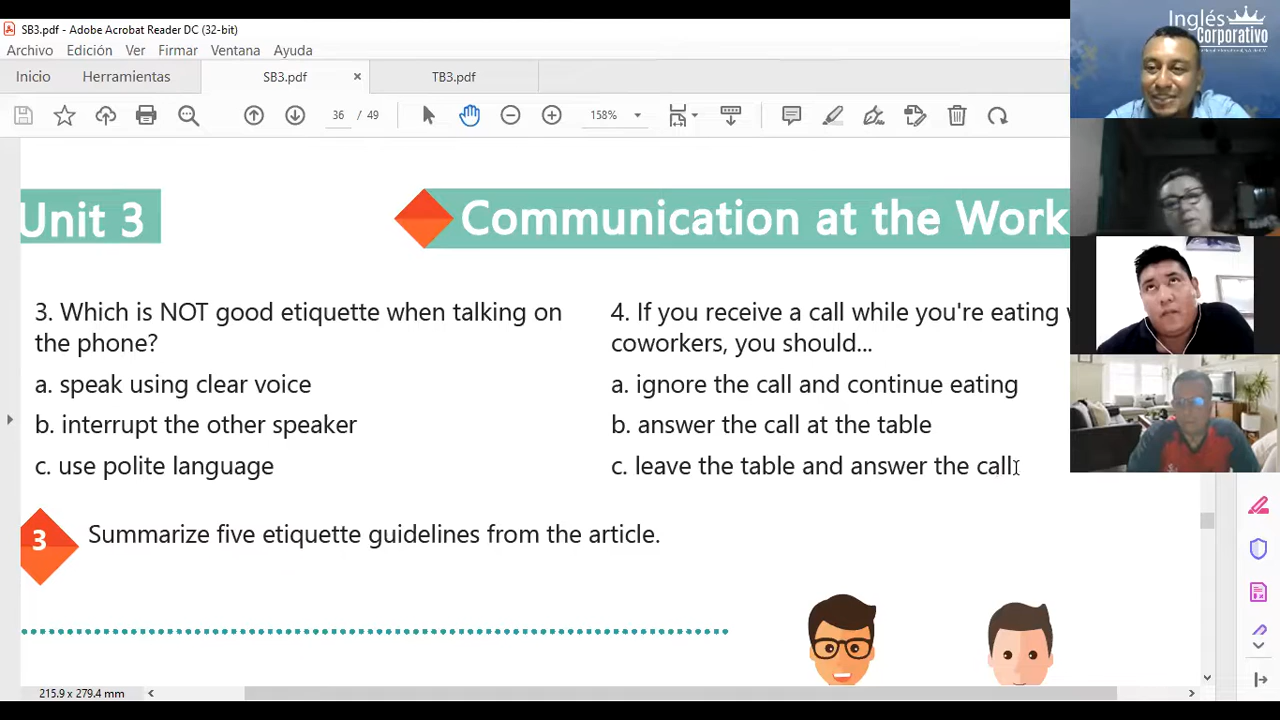 SB3.pdf - Adobe Acrobat Reader DC (32-bit)
Archivo Edición Ver Firmar Ventana Ayuda
Inicio Herramientas SB3.pdf × TB3.pdf
36 / 49 158%
Unit 3
Communication at the Work
3. Which is NOT good etiquette when talking on
the phone?
a. speak using clear voice
b. interrupt the other speaker
c. use polite language
4. If you receive a call while you're eating
coworkers, you should...
a. ignore the call and continue eating
b. answer the call at the table
c. leave the table and answer the call
3 Summarize five etiquette guidelines from the article.
215.9 x 279.4 mm
Inglés
Corporativo